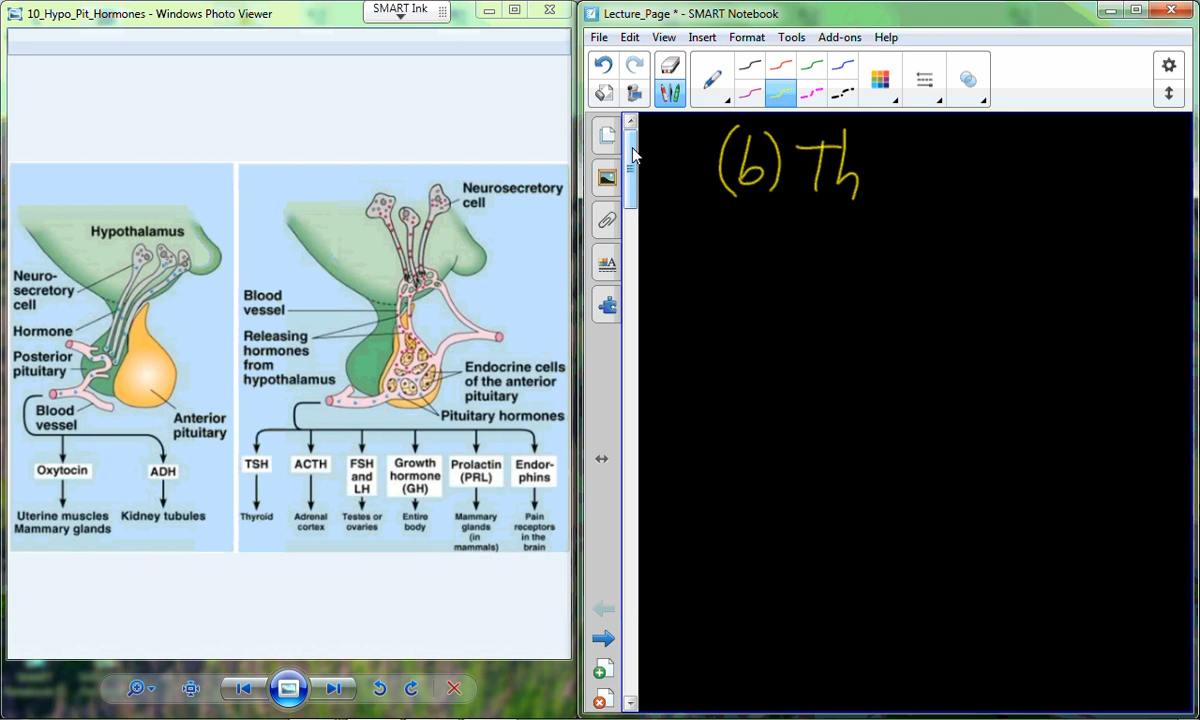 10_Hypo_Pit_Hormones - Windows Photo Viewer
SMART Ink
Lecture_Page * - SMART Notebook
File Edit View Insert Format Tools Add-ons Help
(b) Th
Hypothalamus
Neuro-
secretory
cell
Hormone
Posterior
pituitary
Blood
vessel
Anterior
pituitary
Oxytocin
ADH
Uterine muscles
Mammary glands
Kidney tubules
Neurosecretory
cell
Blood
vessel
Releasing
hormones
from
hypothalamus
Endocrine cells
of the anterior
pituitary
Pituitary hormones
TSH
ACTH
FSH
and
LH
Growth
hormone
(GH)
Prolactin
(PRL)
Endor-
phins
Thyroid
Adrenal
cortex
Testes or
ovaries
Entire
body
Mammary
glands
(in
mammals)
Pain
receptors
in the
brain